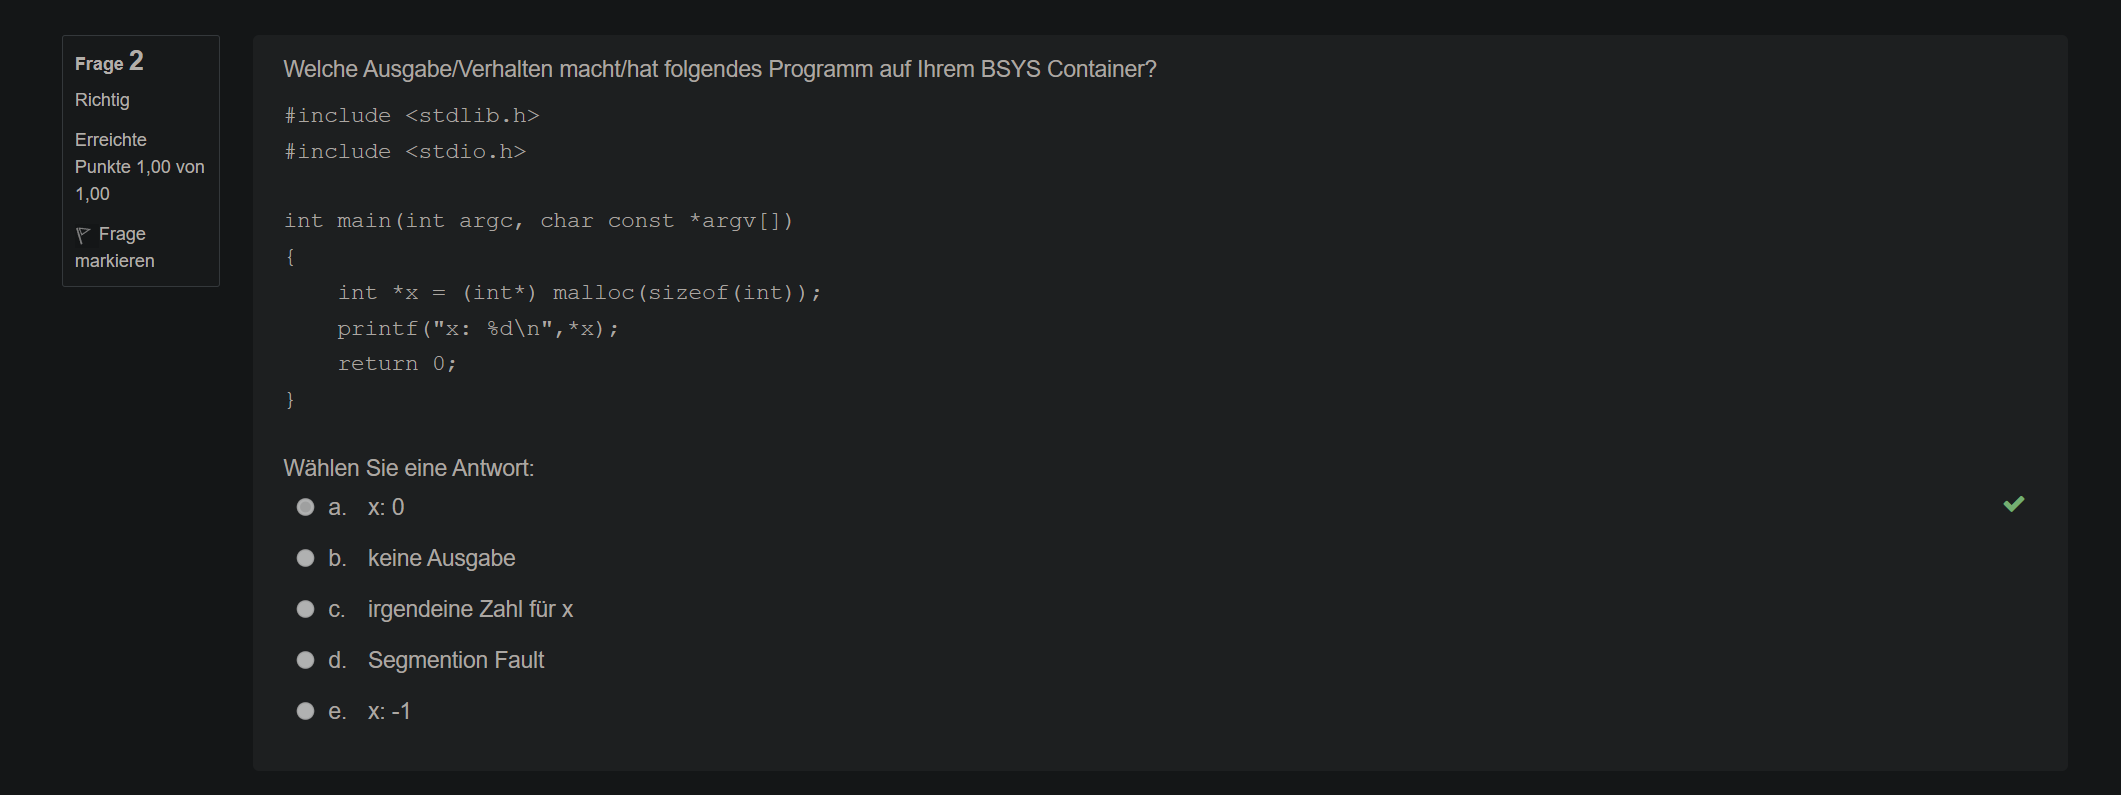 Frage 2
Richtig
Erreichte
Punkte 1,00 von
1,00
Frage
markieren
Welche Ausgabe/Verhalten macht/hat folgendes Programm auf Ihrem BSYS Container?
#include <stdlib.h>
#include <stdio.h>
int main(int argc, char const *argv[])
{
    int *x = (int*) malloc(sizeof(int));
    printf("x: %d\n",*x);
    return 0;
}
Wählen Sie eine Antwort:
a. x: 0
b. keine Ausgabe
c. irgendeine Zahl für x
d. Segmention Fault
e. x: -1